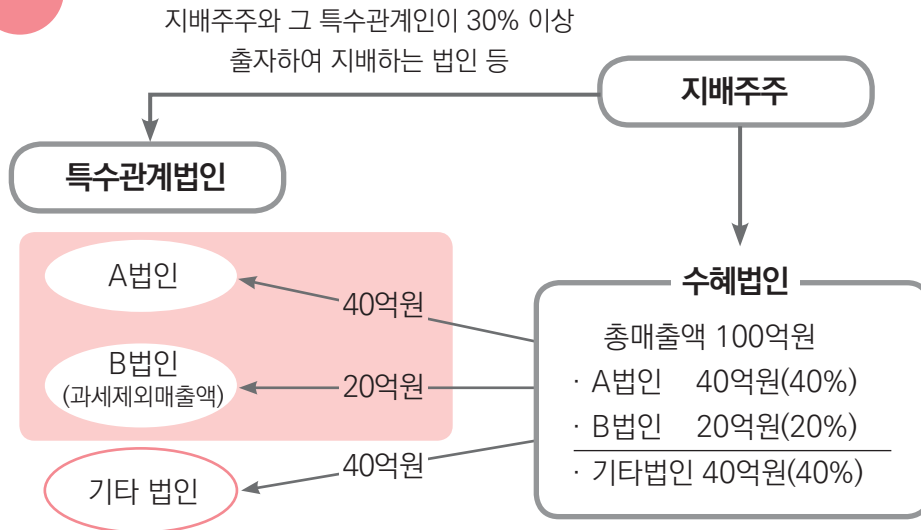 지배주주와 그 특수관계인이 30% 이상
출자하여 지배하는 법인 등
지배주주
특수관계법인
A법인
40억원
B법인
(과세제외매출액)
20억원
기타 법인
40억원
수혜법인
총매출액 100억원
· A법인 40억원(40%)
· B법인 20억원(20%)
· 기타법인 40억원(40%)